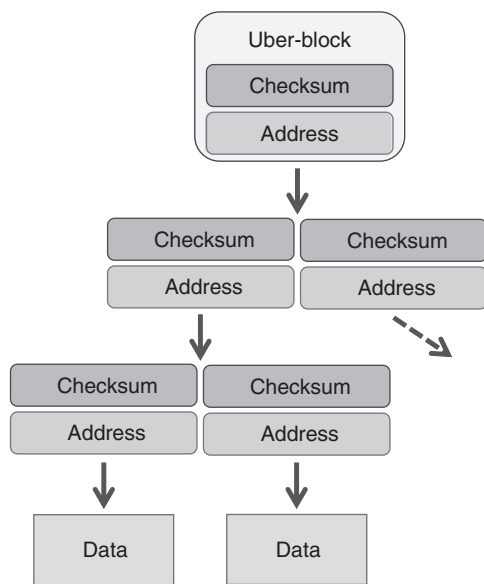 Uber-block
Checksum
Address
Checksum Checksum
Address Address
Checksum Checksum
Address Address
Data Data